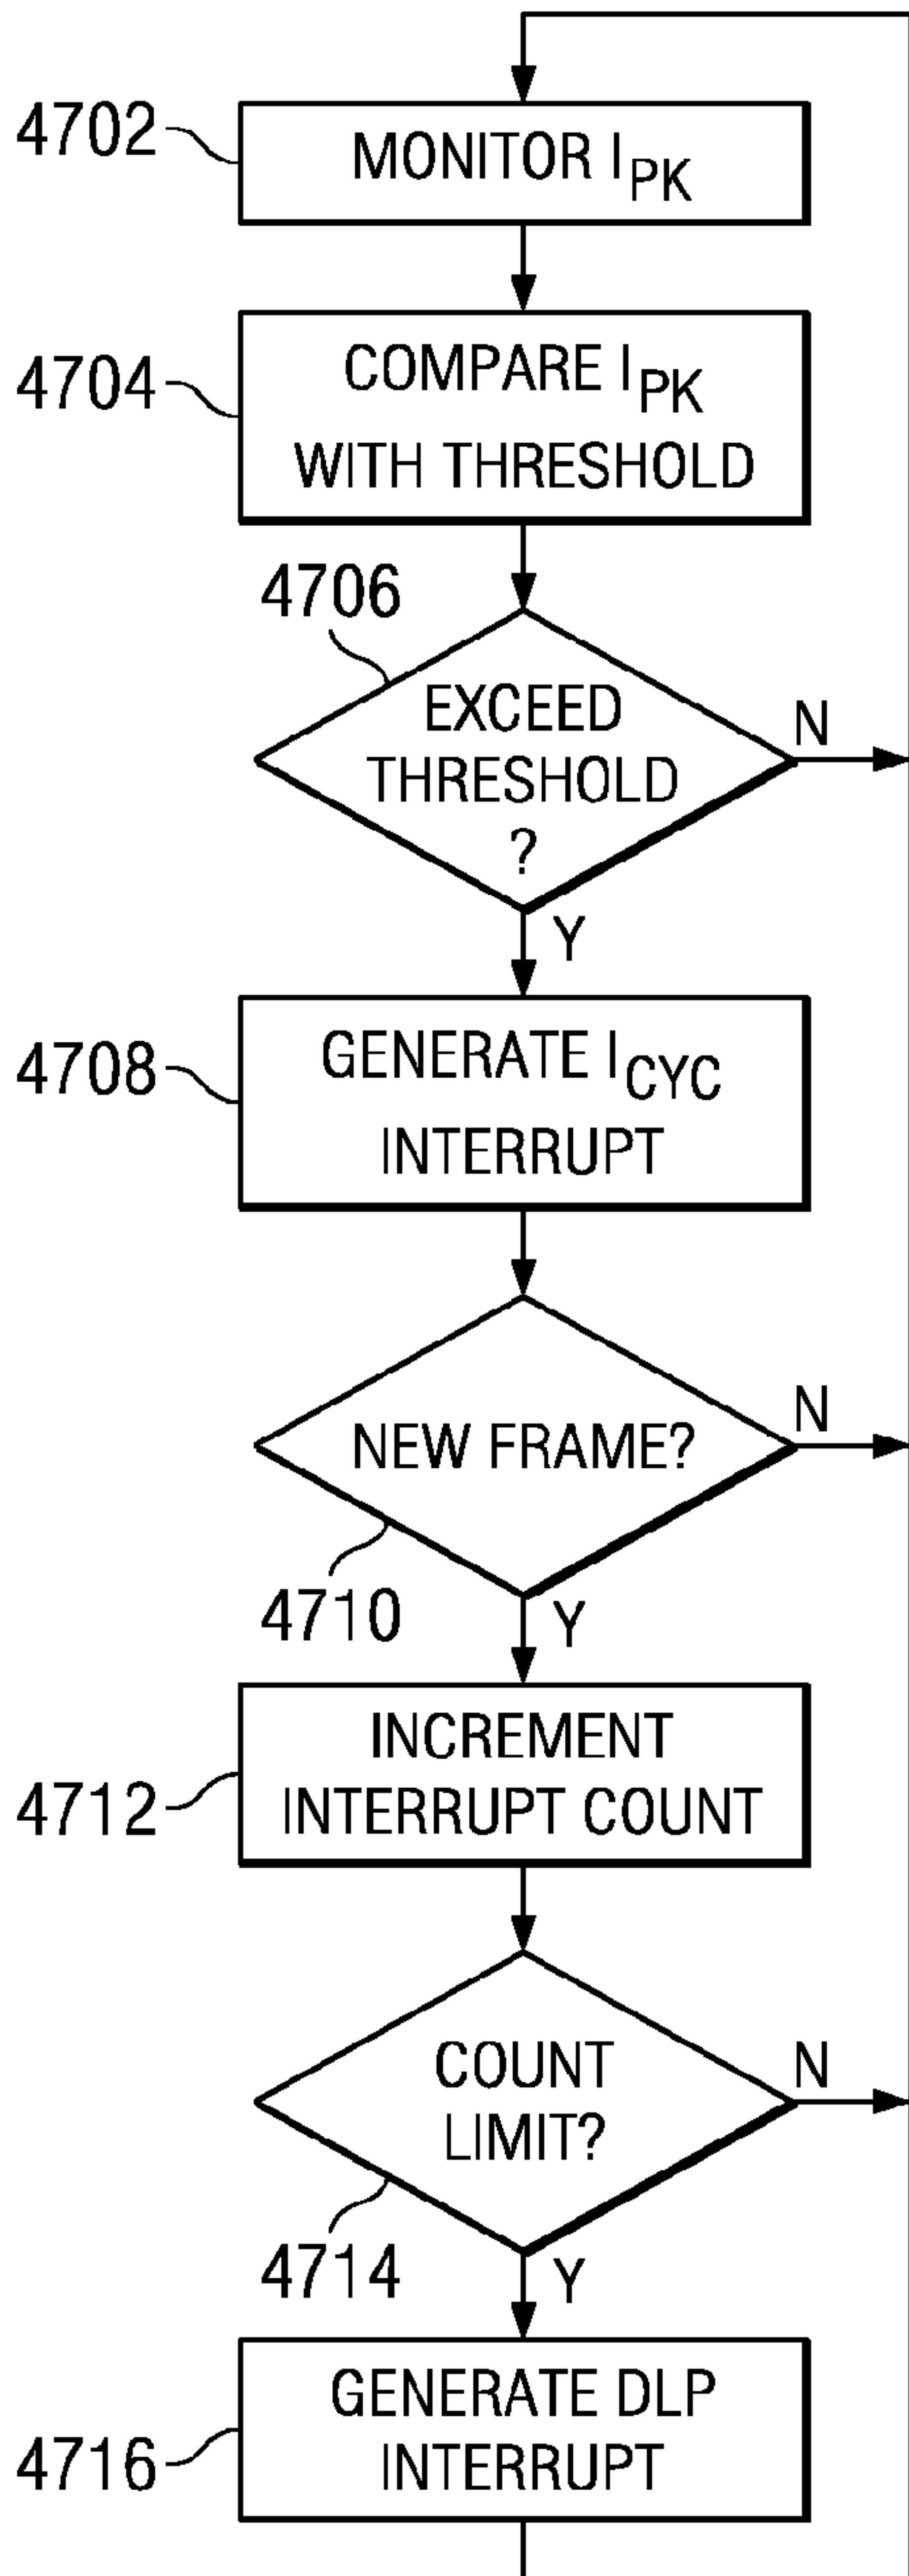 4702
MONITOR I_PK
4704
COMPARE I_PK
WITH THRESHOLD
4706
EXCEED
THRESHOLD
?
N
Y
4708
GENERATE I_CYC
INTERRUPT
NEW FRAME?
N
4710
Y
INCREMENT
4712
INTERRUPT COUNT
COUNT
LIMIT?
N
4714
Y
GENERATE DLP
4716
INTERRUPT